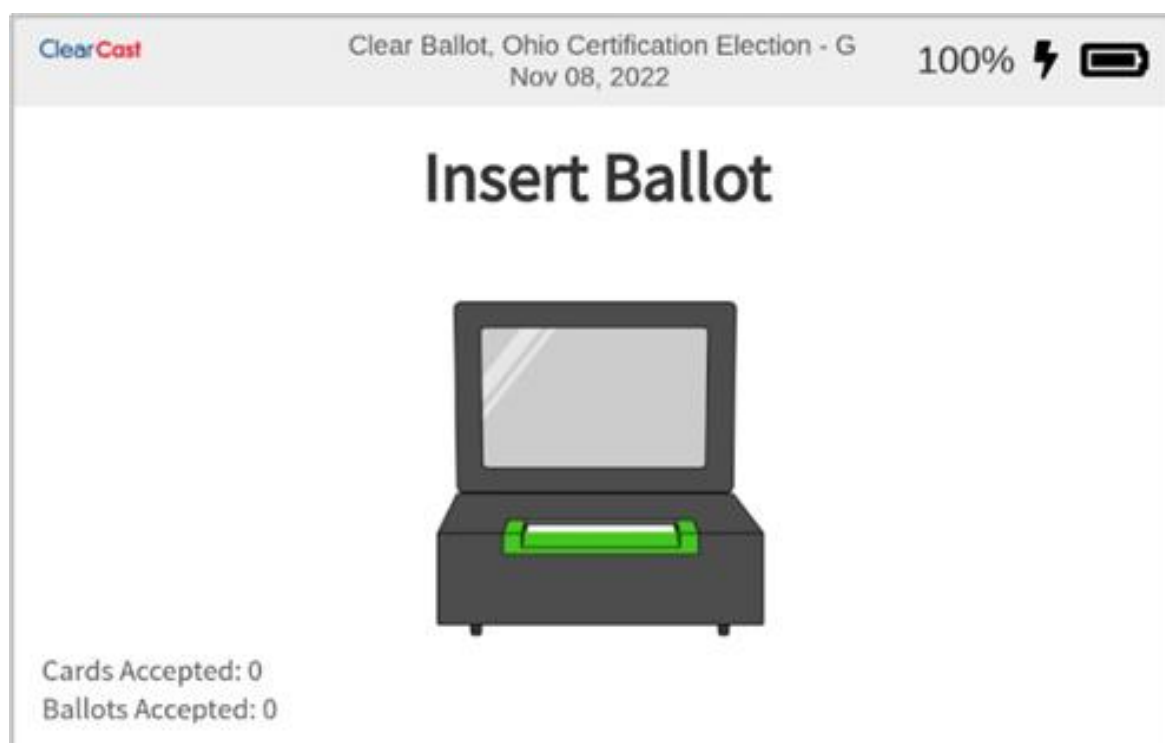 ClearCast
Clear Ballot, Ohio Certification Election - G
Nov 08, 2022
100%
Insert Ballot
Cards Accepted: 0
Ballots Accepted: 0